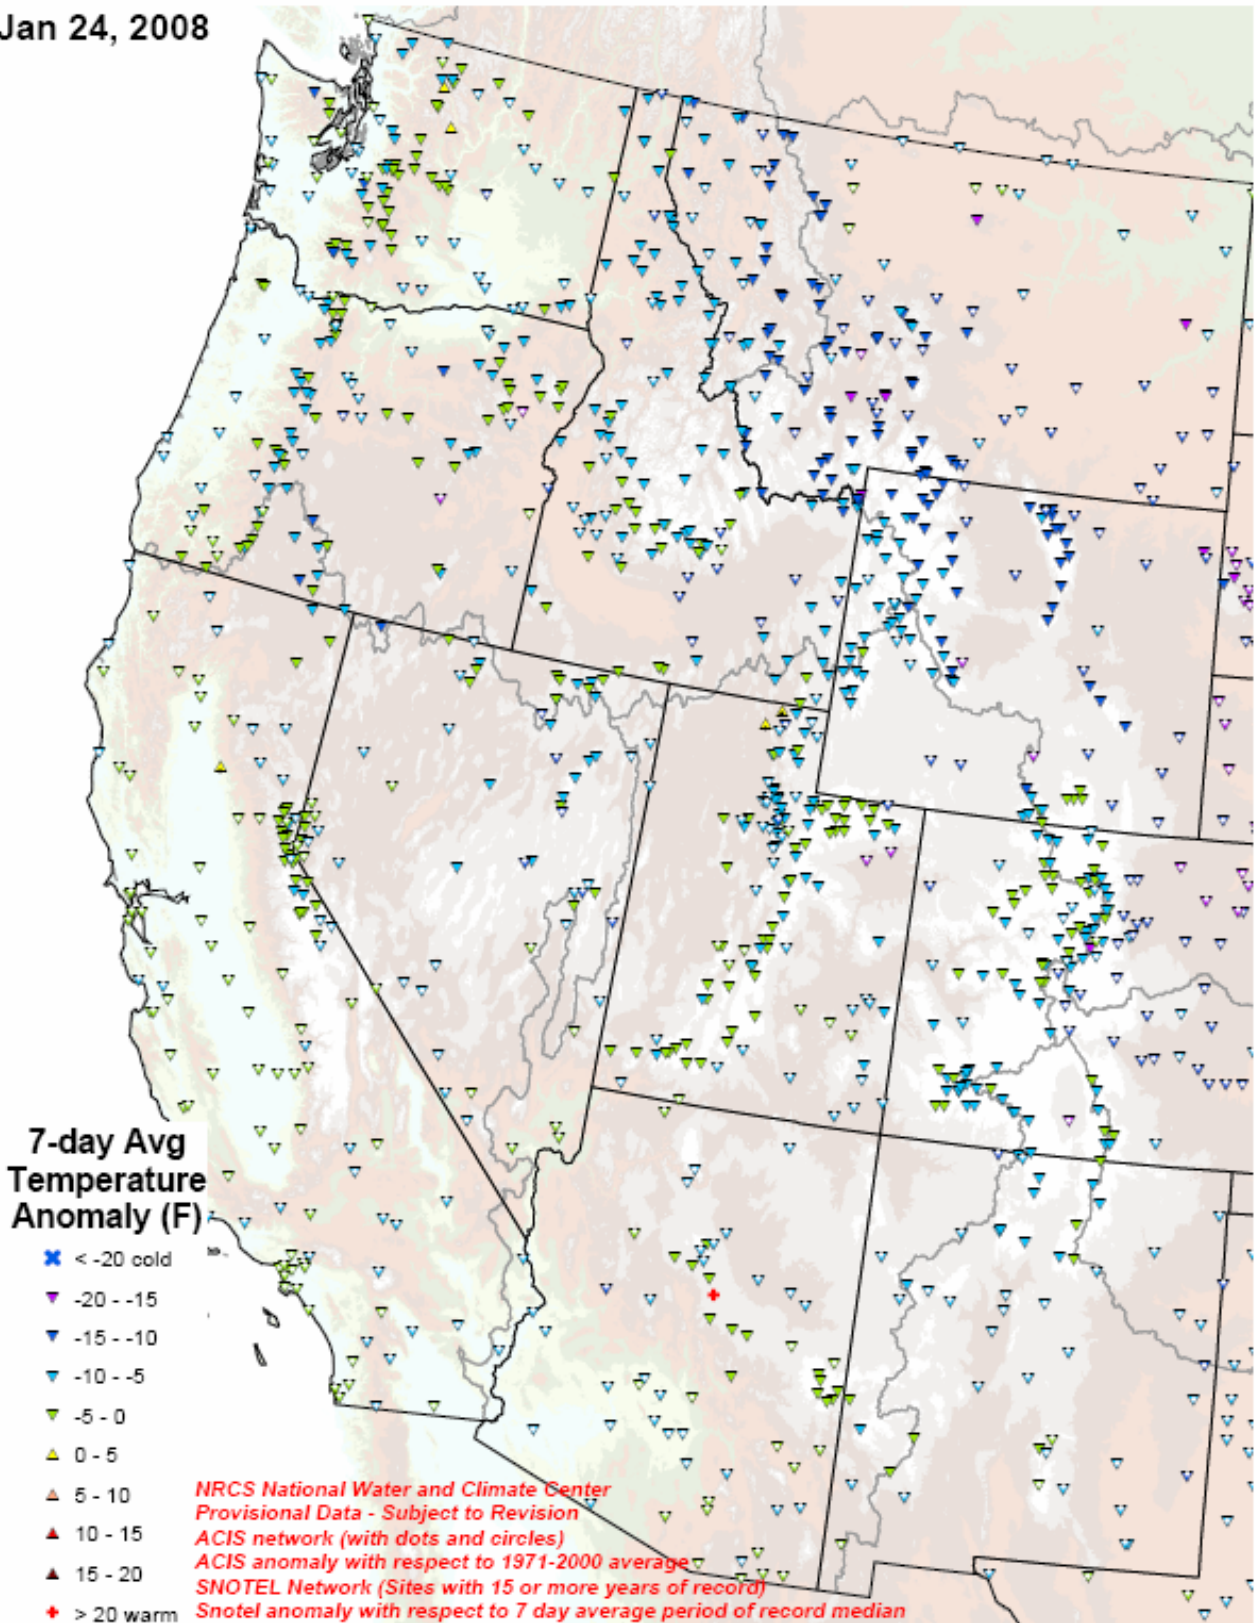 Jan 24, 2008
7-day Avg
Temperature
Anomaly (F)
< -20 cold
-20 - -15
-15 - -10
-10 - -5
-5 - 0
0 - 5
5 - 10
10 - 15
15 - 20
> 20 warm
NRCS National Water and Climate Center
Provisional Data - Subject to Revision
ACIS network (with dots and circles)
ACIS anomaly with respect to 1971-2000 average
SNOTEL Network (Sites with 15 or more years of record)
Snotel anomaly with respect to 7 day average period of record median